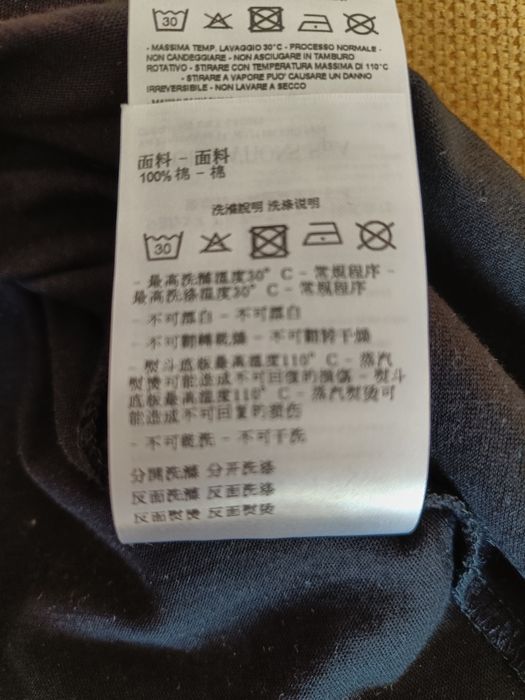 30
- MASSIMA TEMP. LAVAGGIO 30°C - PROCESSO NORMALE -
NON CANDEGGIARE - NON ASCIUGARE IN TAMBURO
ROTATIVO - STIRARE CON TEMPERATURA MASSIMA DI 110°C
- STIRARE A VAPORE PUO' CAUSARE UN DANNO
IRREVERSIBILE - NON LAVARE A SECCO
面料 - 面料
100% 棉 - 棉
洗滌說明 洗涤说明
30
- 最高洗滌溫度30° C - 常規程序 -
最高洗涤温度30° C - 常规程序
- 不可漂白 - 不可漂白
- 不可翻轉乾燥 - 不可翻转干燥
- 熨斗底板最高溫度110° C - 蒸汽
熨燙可能造成不可回復的損傷 - 熨斗
底板最高温度110° C - 蒸汽熨烫可
能造成不可回复的损伤
- 不可乾洗 - 不可干洗
分開洗滌 分开洗涤
反面洗滌 反面洗涤
反面熨燙 反面熨烫